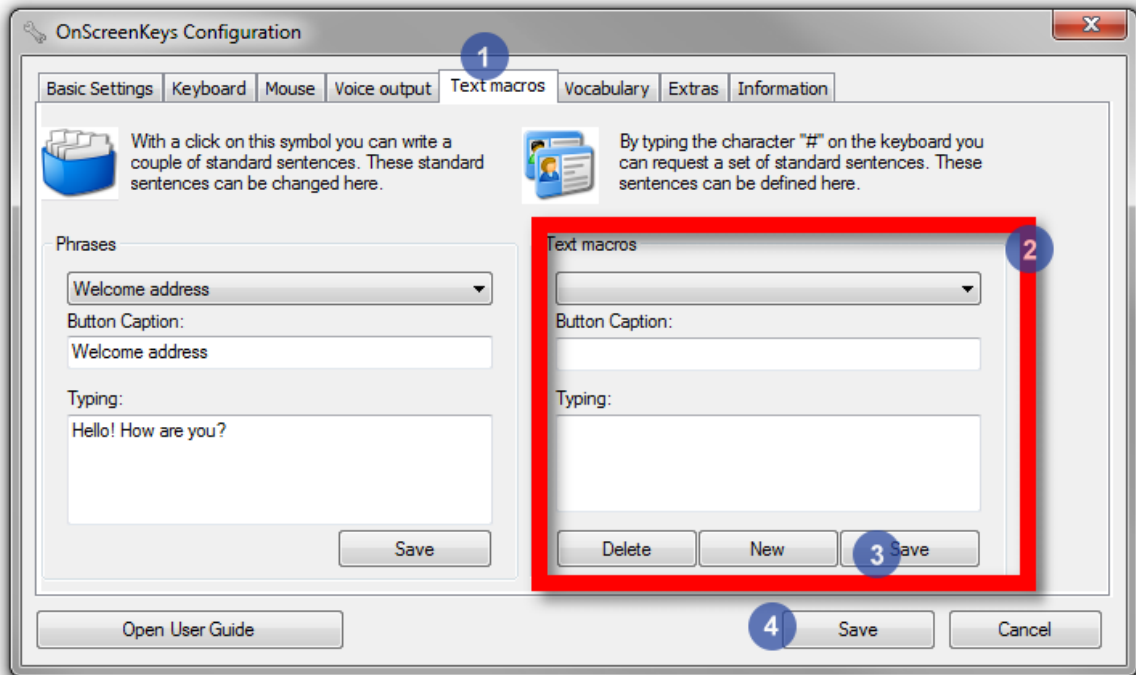 OnScreenKeys Configuration
1
Basic Settings Keyboard Mouse Voice output Text macros Vocabulary Extras Information
With a click on this symbol you can write a
couple of standard sentences. These standard
sentences can be changed here.
By typing the character "#" on the keyboard you
can request a set of standard sentences. These
sentences can be defined here.
Phrases
Welcome address
Button Caption:
Welcome address
Typing:
Hello! How are you?
Save
Text macros
2
Button Caption:
Typing:
Delete New 3 Save
Open User Guide 4 Save Cancel